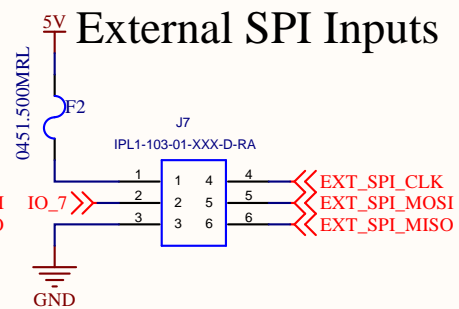 External SPI Inputs
5V
0451.500MRL
F2
J7
IPL1-103-01-XXX-D-RA
1 1 4 4 EXT_SPI_CLK
IO_7 2 2 5 5 EXT_SPI_MOSI
3 3 6 6 EXT_SPI_MISO
GND